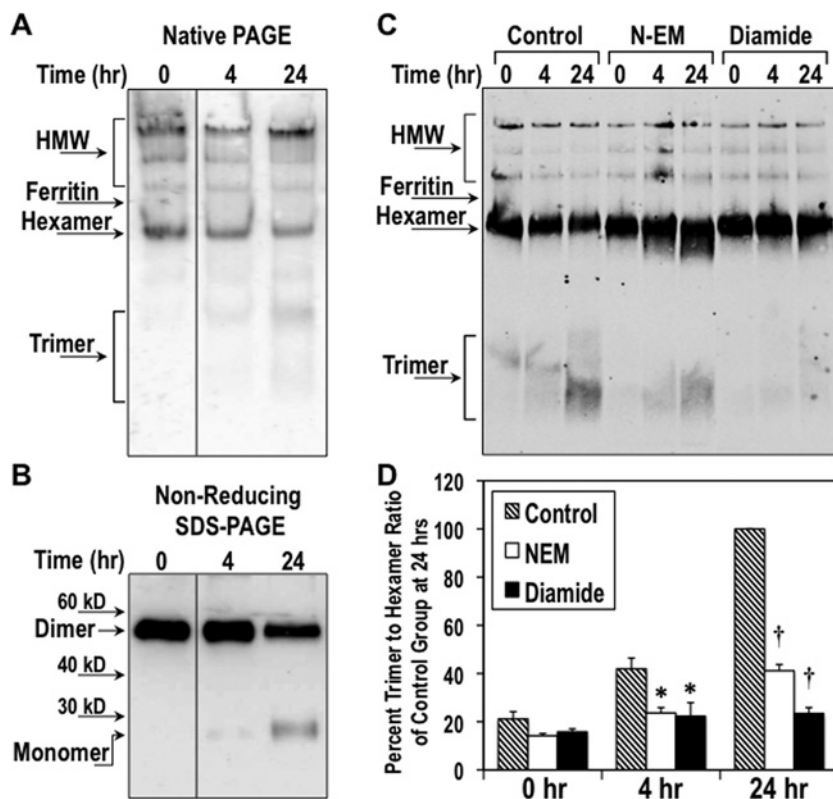 A
Native PAGE
Time (hr) 0 4 24
HMW
Ferritin
Hexamer
Trimer
B
Non-Reducing
SDS-PAGE
Time (hr) 0 4 24
60 kD
Dimer
40 kD
30 kD
Monomer
C
Control N-EM Diamide
Time (hr) 0 4 24 0 4 24 0 4 24
HMW
Ferritin
Hexamer
Trimer
D
Percent Trimer to Hexamer Ratio
of Control Group at 24 hrs
120
100
80
60
40
20
0
Control
NEM
Diamide
* *
† †
0 hr 4 hr 24 hr